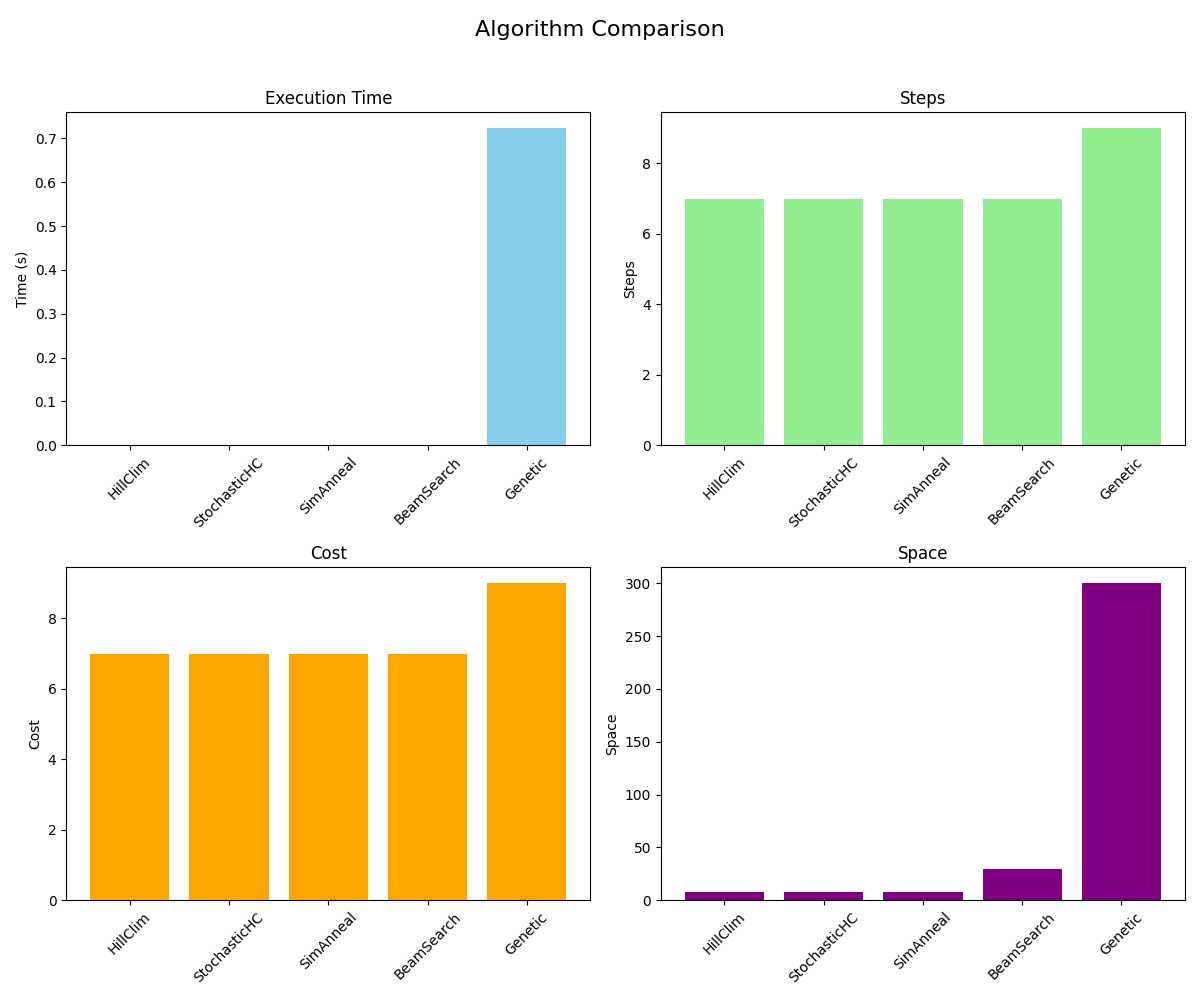 Algorithm Comparison
Execution Time
Time (s)
0.7
0.6
0.5
0.4
0.3
0.2
0.1
0.0
HillClim
StochasticHC
SimAnneal
BeamSearch
Genetic
Steps
Steps
8
6
4
2
0
HillClim
StochasticHC
SimAnneal
BeamSearch
Genetic
Cost
Cost
8
6
4
2
0
HillClim
StochasticHC
SimAnneal
BeamSearch
Genetic
Space
Space
300
250
200
150
100
50
0
HillClim
StochasticHC
SimAnneal
BeamSearch
Genetic